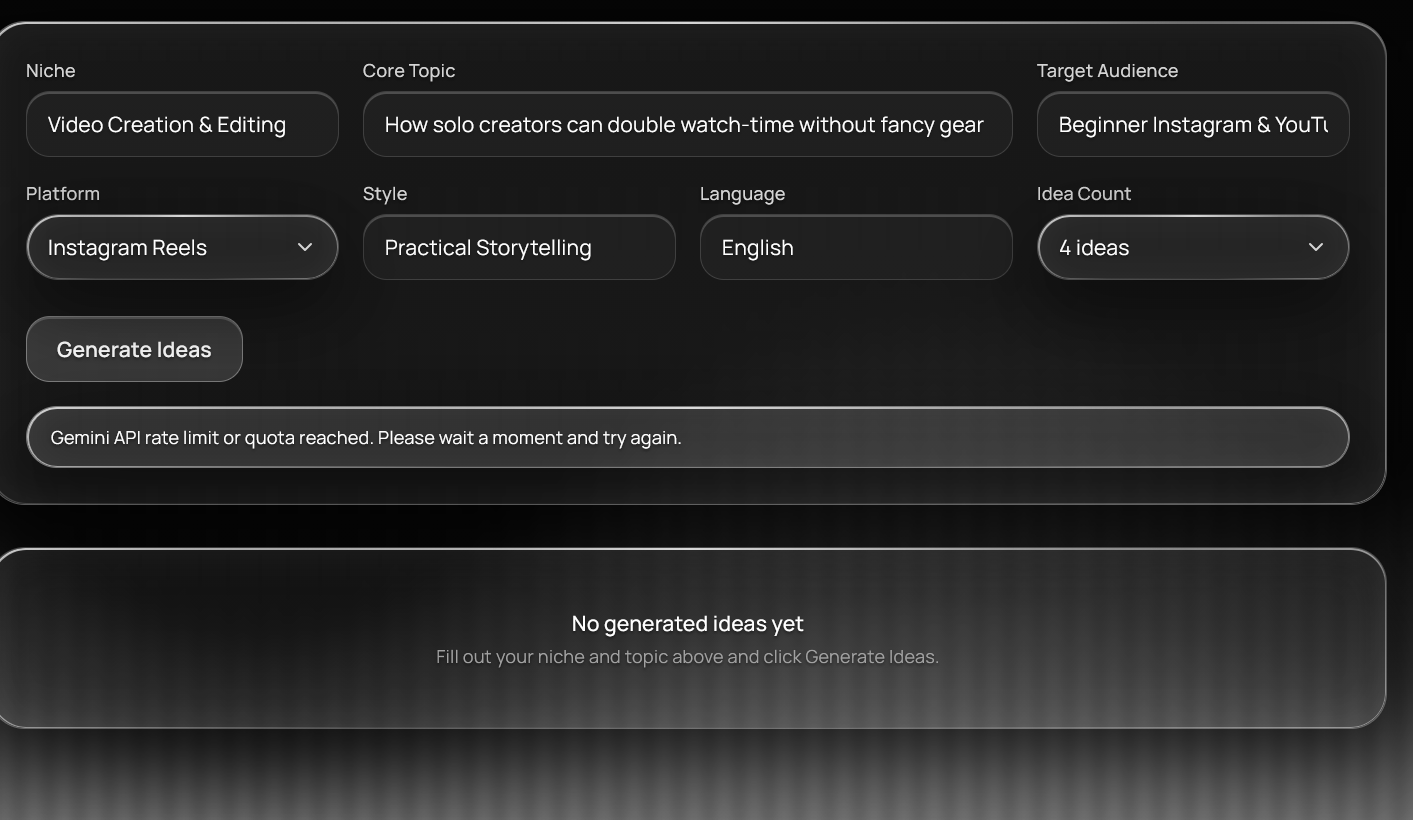 Niche
Core Topic
Target Audience
Video Creation & Editing
How solo creators can double watch-time without fancy gear
Beginner Instagram & YouTu
Platform
Style
Language
Idea Count
Instagram Reels
Practical Storytelling
English
4 ideas
Generate Ideas
Gemini API rate limit or quota reached. Please wait a moment and try again.
No generated ideas yet
Fill out your niche and topic above and click Generate Ideas.